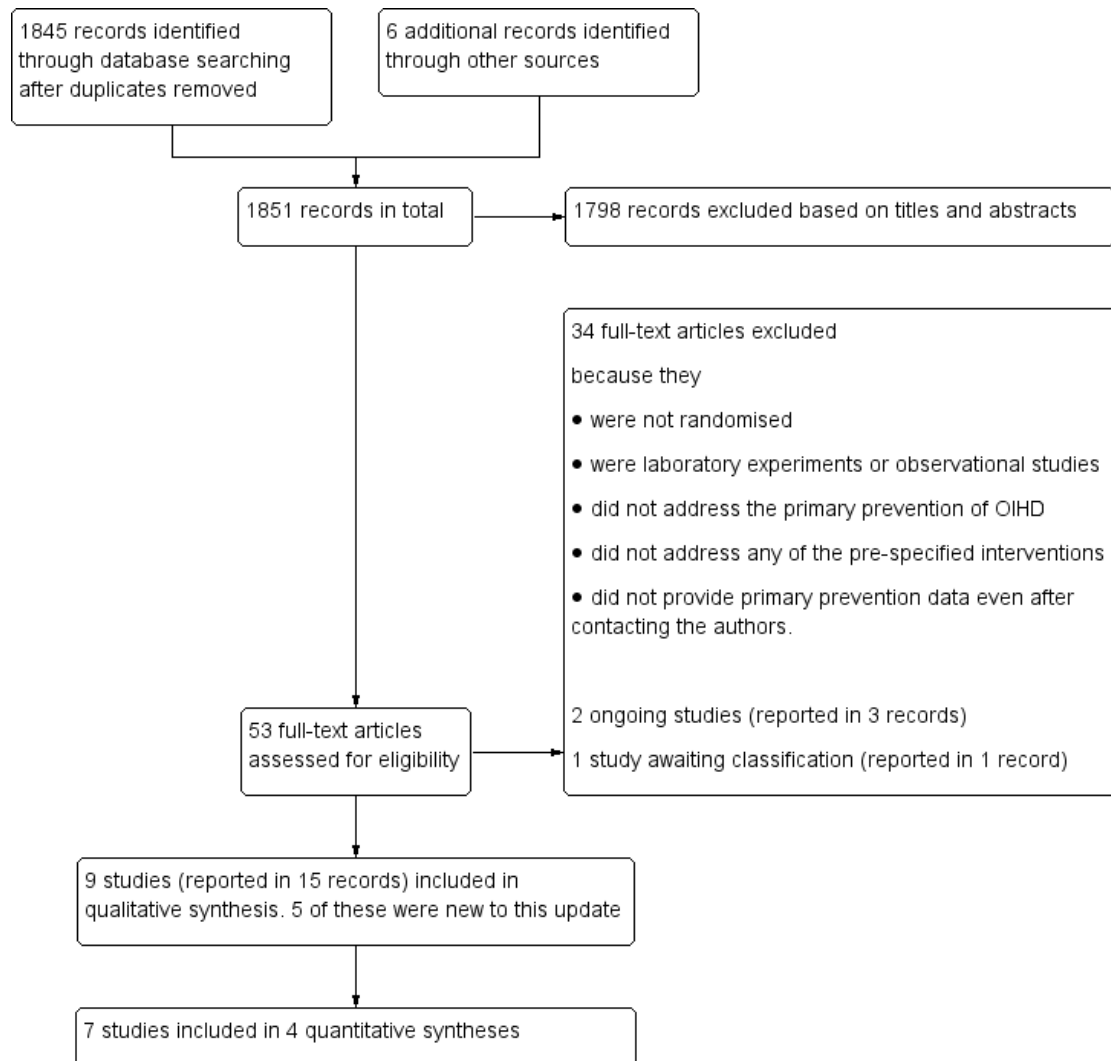 1845 records identified
through database searching
after duplicates removed
6 additional records identified
through other sources
1851 records in total
1798 records excluded based on titles and abstracts
34 full-text articles excluded
because they
● were not randomised
● were laboratory experiments or observational studies
● did not address the primary prevention of OIHD
● did not address any of the pre-specified interventions
● did not provide primary prevention data even after
contacting the authors.
2 ongoing studies (reported in 3 records)
1 study awaiting classification (reported in 1 record)
53 full-text articles
assessed for eligibility
9 studies (reported in 15 records) included in
qualitative synthesis. 5 of these were new to this update
7 studies included in 4 quantitative syntheses